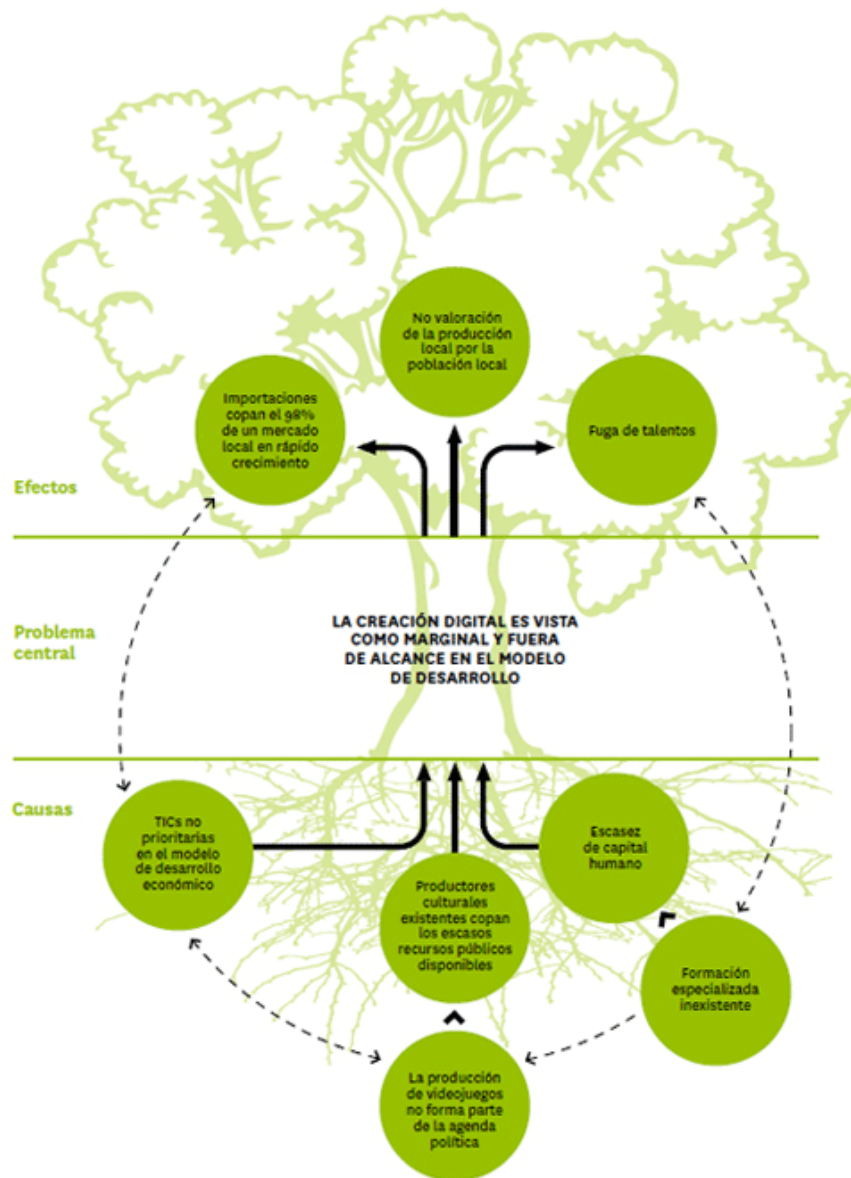 No valoración
de la producción
local por la
población local
Importaciones
copan el 98%
de un mercado
local en rápido
crecimiento
Fuga de talentos
Efectos
Problema
central
LA CREACIÓN DIGITAL ES VISTA
COMO MARGINAL Y FUERA
DE ALCANCE EN EL MODELO
DE DESARROLLO
Causas
TICs no
prioritarias
en el modelo
de desarrollo
económico
Escasez
de capital
humano
Productores
culturales
existentes copan
los escasos
recursos públicos
disponibles
Formación
especializada
inexistente
La producción
de videojuegos
no forma parte
de la agenda
política